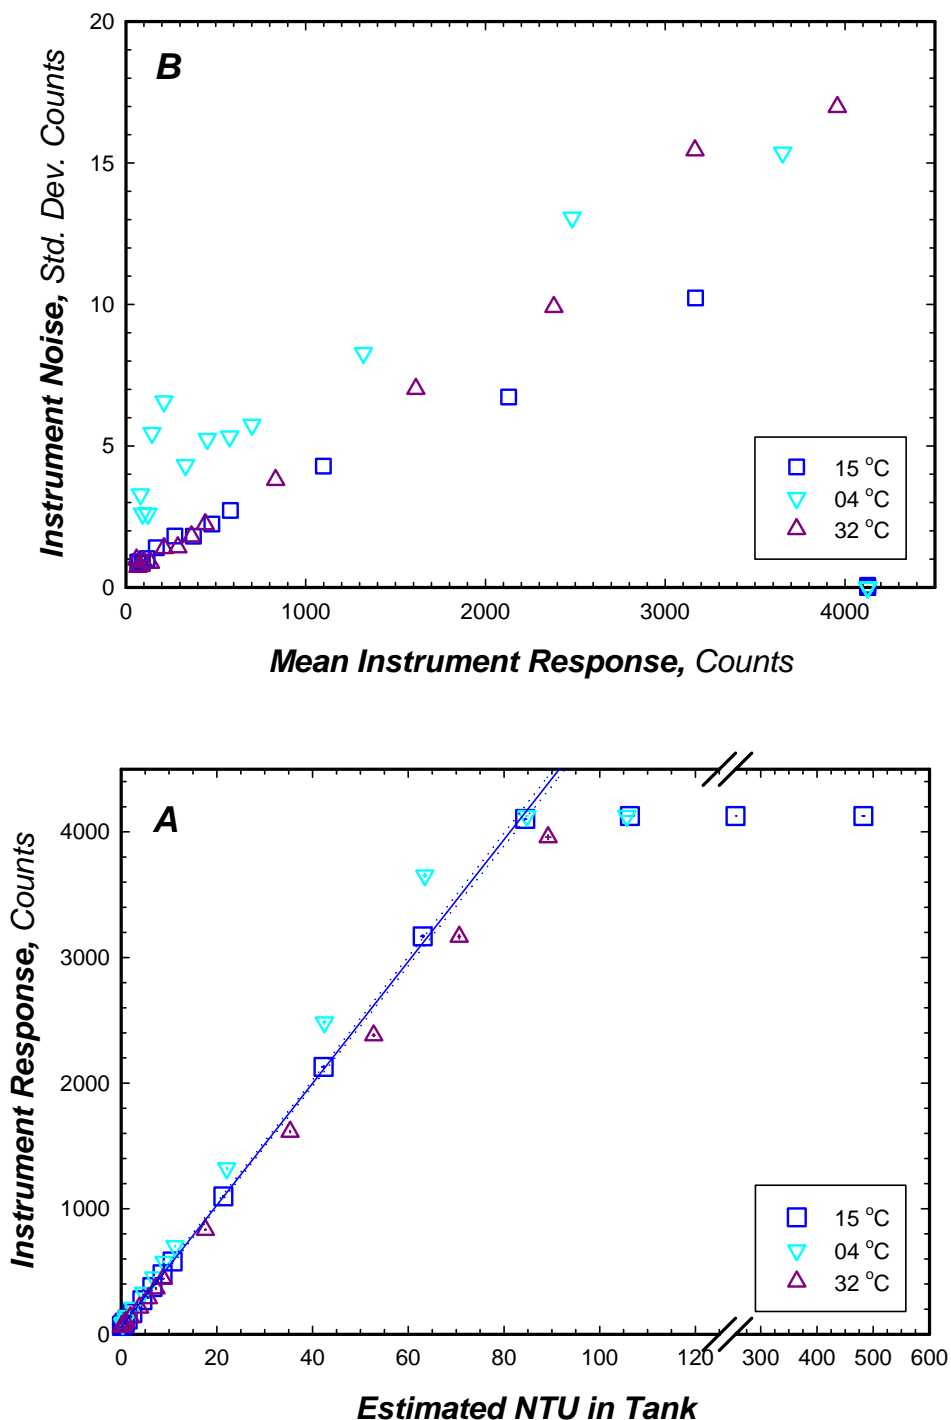 B
Instrument Noise, Std. Dev. Counts
20
15
10
5
0
0 1000 2000 3000 4000
15 °C
04 °C
32 °C
Mean Instrument Response, Counts
A
Instrument Response, Counts
4000
3000
2000
1000
0
0 20 40 60 80 100 120 300 400 500 600
15 °C
04 °C
32 °C
Estimated NTU in Tank